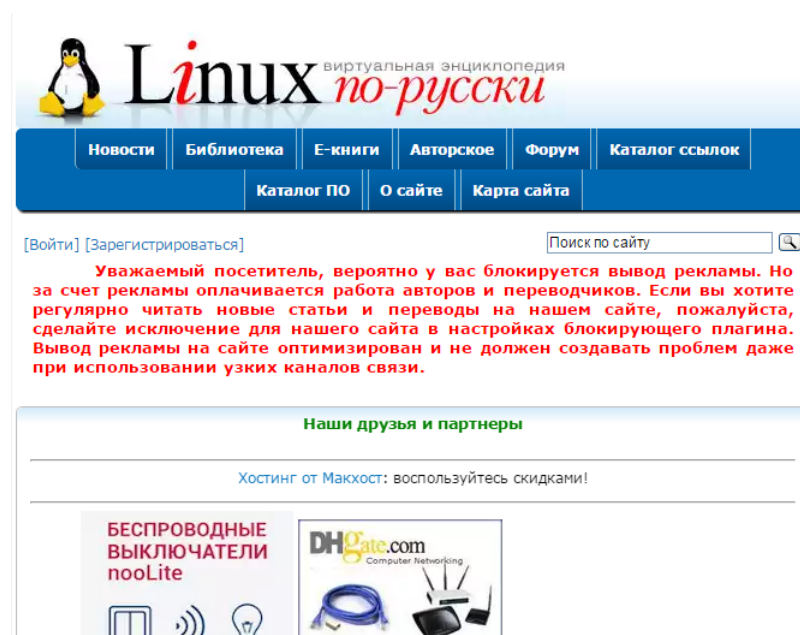 Linux виртуальная энциклопедия
по-русски
Новости Библиотека Е-книги Авторское Форум Каталог ссылок
Каталог ПО О сайте Карта сайта
[Войти] [Зарегистрироваться] Поиск по сайту
Уважаемый посетитель, вероятно у вас блокируется вывод рекламы. Но
за счет рекламы оплачивается работа авторов и переводчиков. Если вы хотите
регулярно читать новые статьи и переводы на нашем сайте, пожалуйста,
сделайте исключение для нашего сайта в настройках блокирующего плагина.
Вывод рекламы на сайте оптимизирован и не должен создавать проблем даже
при использовании узких каналов связи.
Наши друзья и партнеры
Хостинг от Макхост: воспользуйтесь скидками!
БЕСПРОВОДНЫЕ
ВЫКЛЮЧАТЕЛИ
nooLite
DHgate.com
Computer Networking